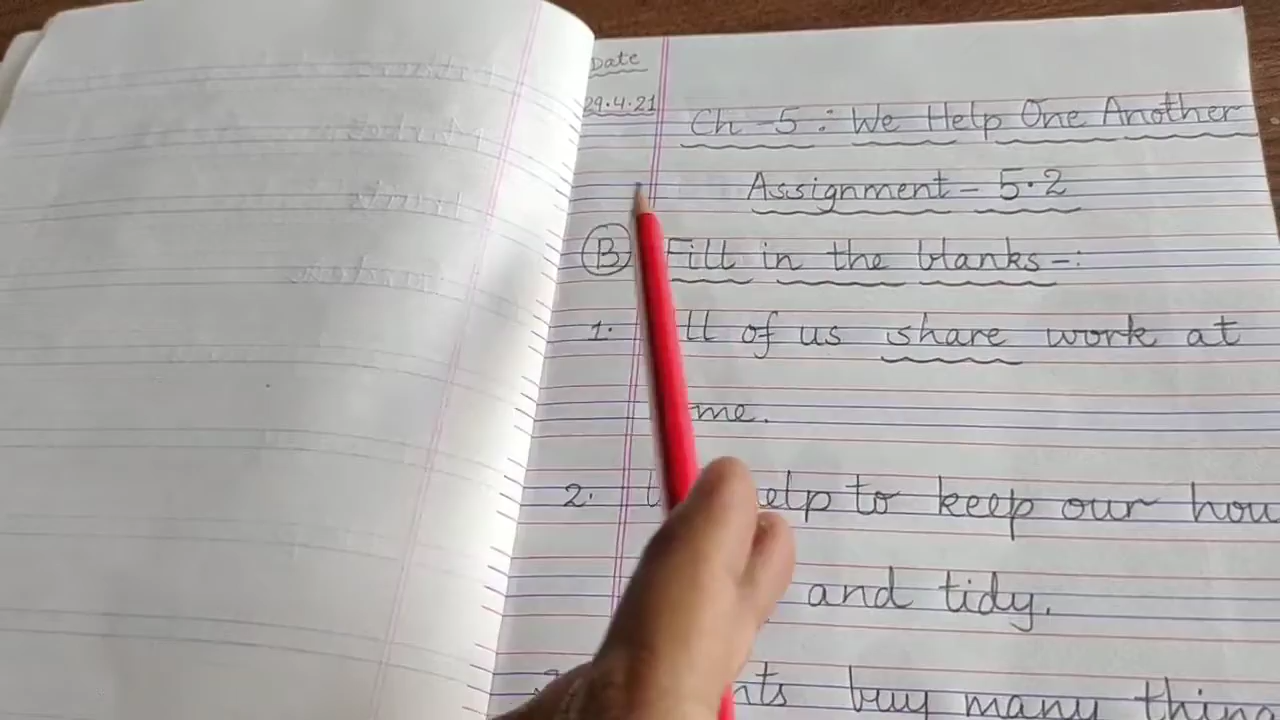 Date
29.4.21
Ch - 5 : We Help One Another
Assignment - 5.2
B Fill in the blanks -:
1. ll of us share work at
me.
2. elp to keep our hou
and tidy.
nts buy many thing